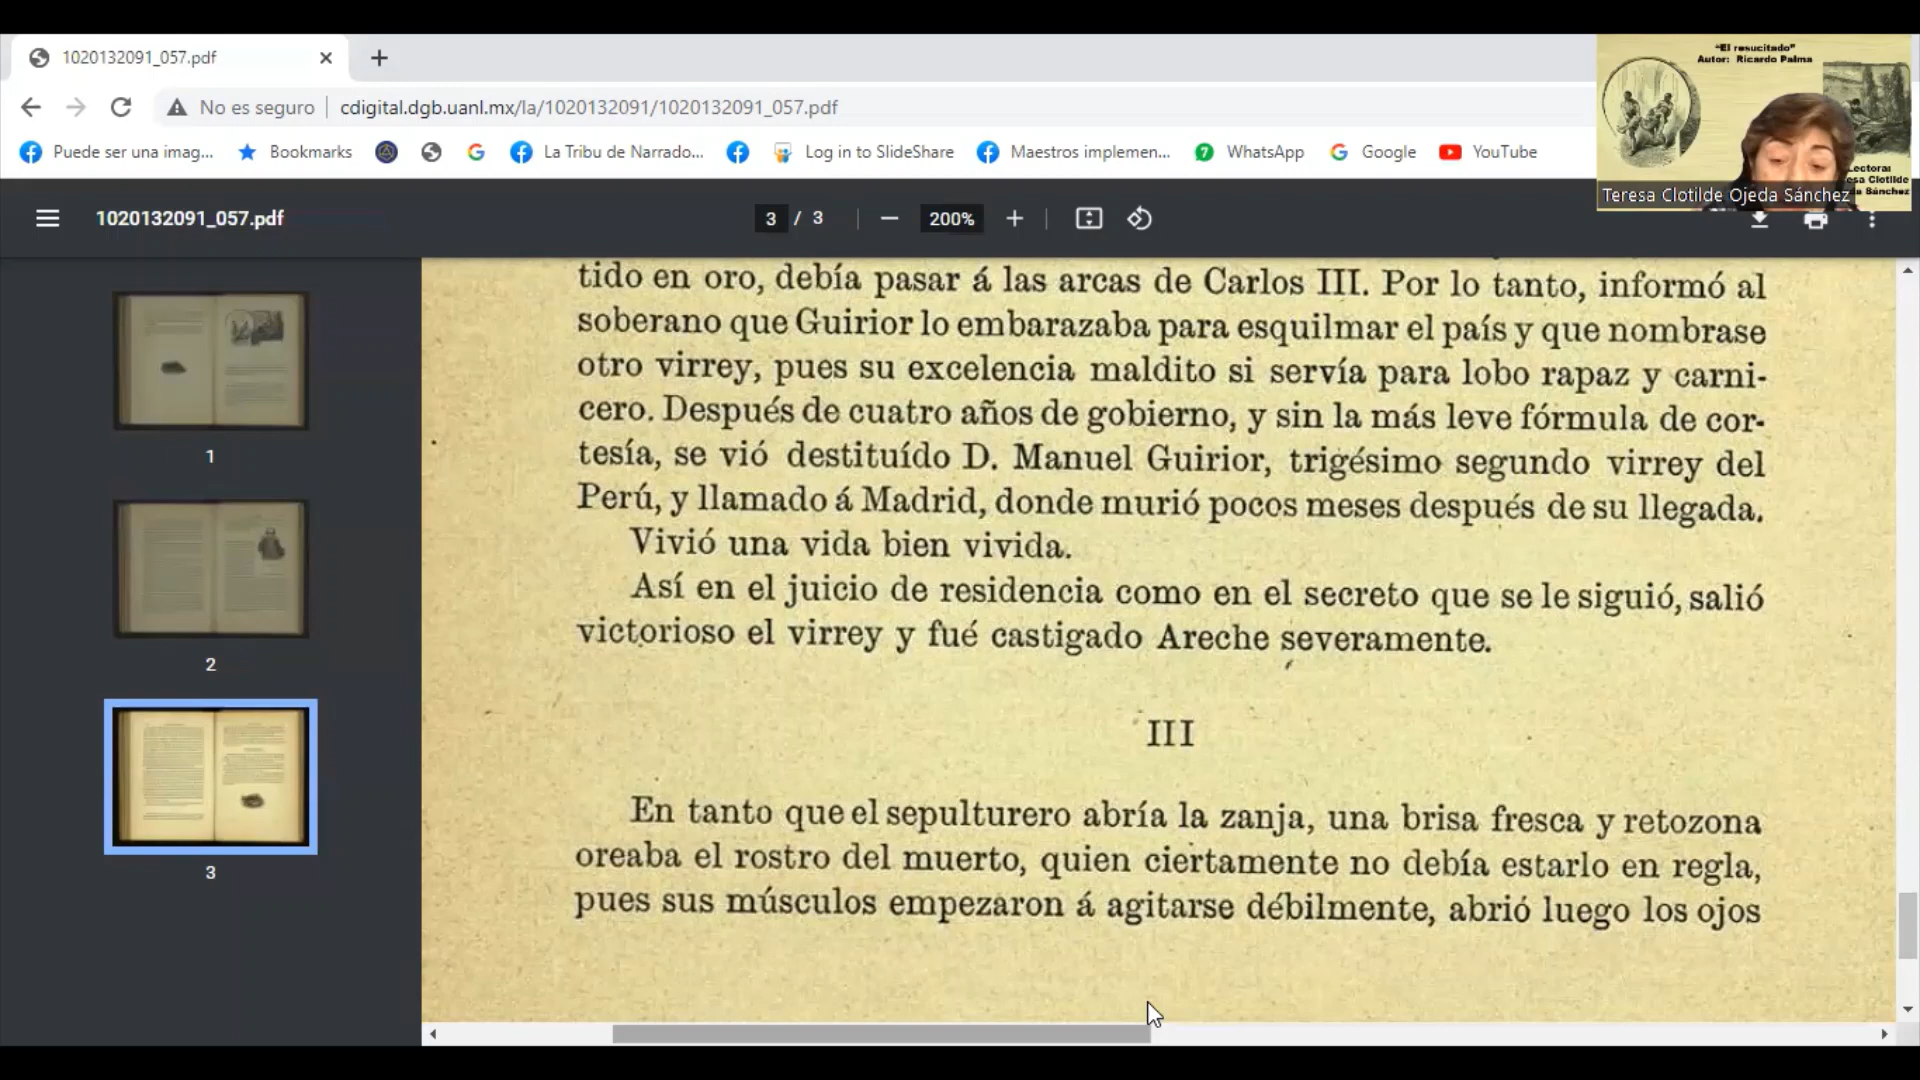 1020132091_057.pdf
No es seguro
cdigital.dgb.uanl.mx/la/1020132091/1020132091_057.pdf
Puede ser una imag...
Bookmarks
La Tribu de Narrado...
Log in to SlideShare
Maestros implemen...
WhatsApp
Google
YouTube
"El resucitado"
Autor: Ricardo Palma
Lectora:
esa Clotilde
a Sánchez
Teresa Clotilde Ojeda Sánchez
1020132091_057.pdf
3 / 3
200%
1
2
3
tido en oro, debía pasar á las arcas de Carlos III. Por lo tanto, informó al
soberano que Guirior lo embarazaba para esquilmar el país y que nombrase
otro virrey, pues su excelencia maldito si servía para lobo rapaz y carni-
cero. Después de cuatro años de gobierno, y sin la más leve fórmula de cor-
tesía, se vió destituído D. Manuel Guirior, trigésimo segundo virrey del
Perú, y llamado á Madrid, donde murió pocos meses después de su llegada.
Vivió una vida bien vivida.
Así en el juicio de residencia como en el secreto que se le siguió, salió
victorioso el virrey y fué castigado Areche severamente.
III
En tanto que el sepulturero abría la zanja, una brisa fresca y retozona
oreaba el rostro del muerto, quien ciertamente no debía estarlo en regla,
pues sus músculos empezaron á agitarse débilmente, abrió luego los ojos